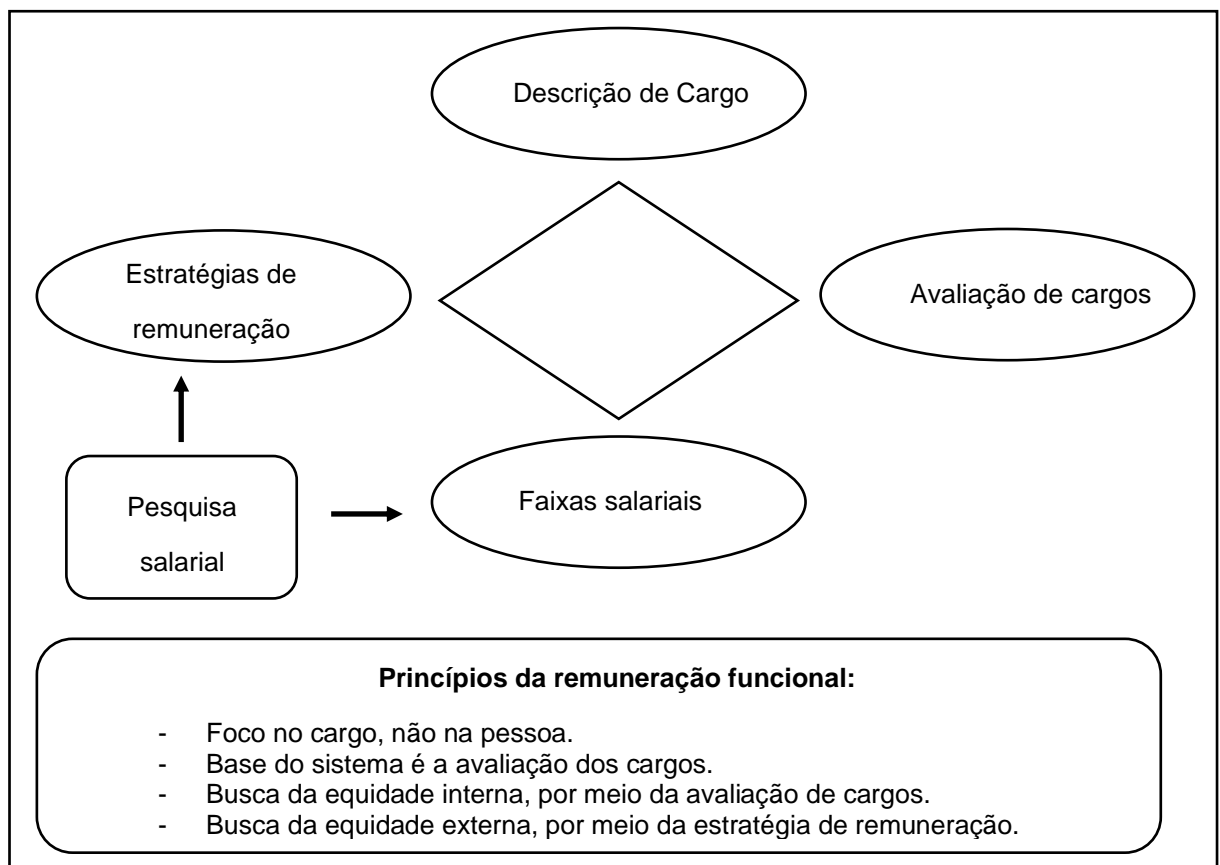 Descrição de Cargo
Estratégias de
remuneração
Avaliação de cargos
Pesquisa
salarial
Faixas salariais
Princípios da remuneração funcional:
- Foco no cargo, não na pessoa.
- Base do sistema é a avaliação dos cargos.
- Busca da equidade interna, por meio da avaliação de cargos.
- Busca da equidade externa, por meio da estratégia de remuneração.